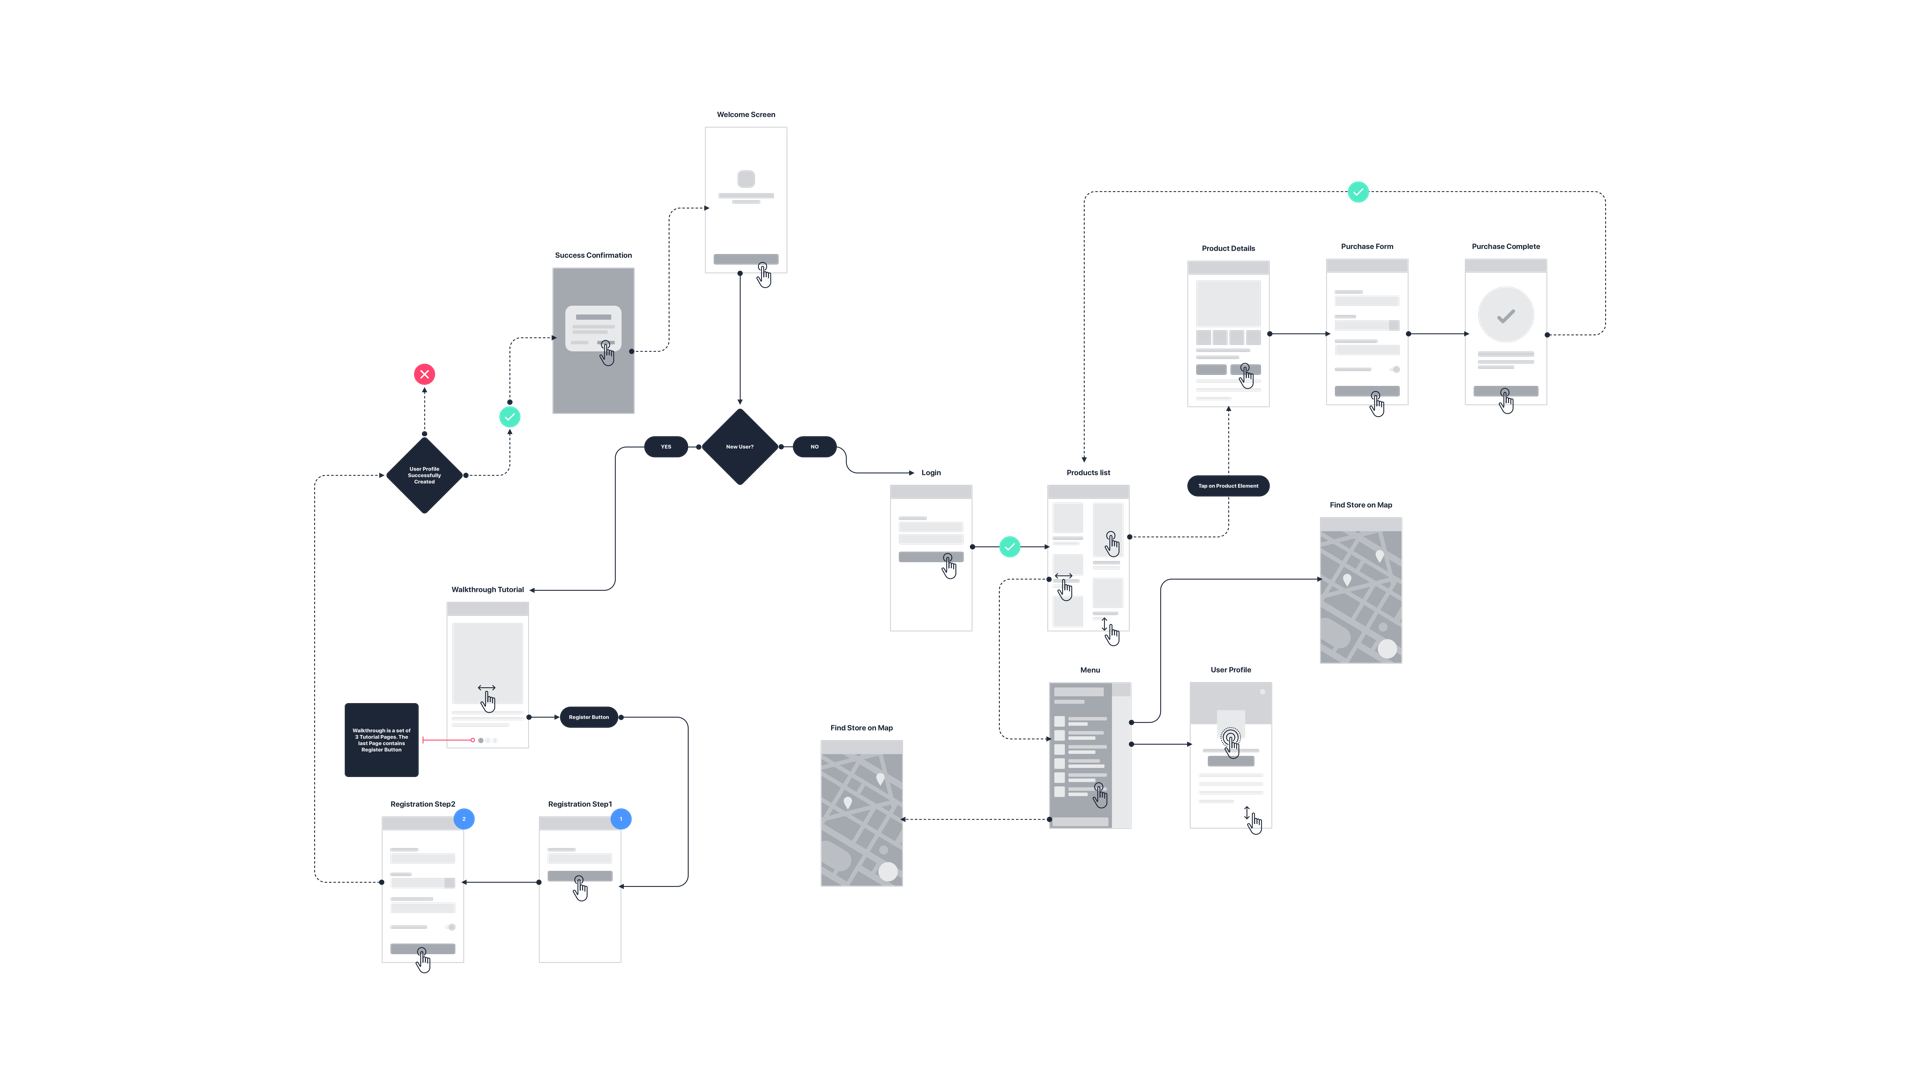 Welcome Screen
Success Confirmation
Product Details
Purchase Form
Purchase Complete
YES
New User?
NO
User Profile
Successfully
Created
Login
Products list
Tap on Product Element
Find Store on Map
Walkthrough Tutorial
Menu
User Profile
Register Button
Walkthrough is a set of
3 Tutorial Pages. The
last Page contains
Register Button
Find Store on Map
Registration Step2
2
Registration Step1
1